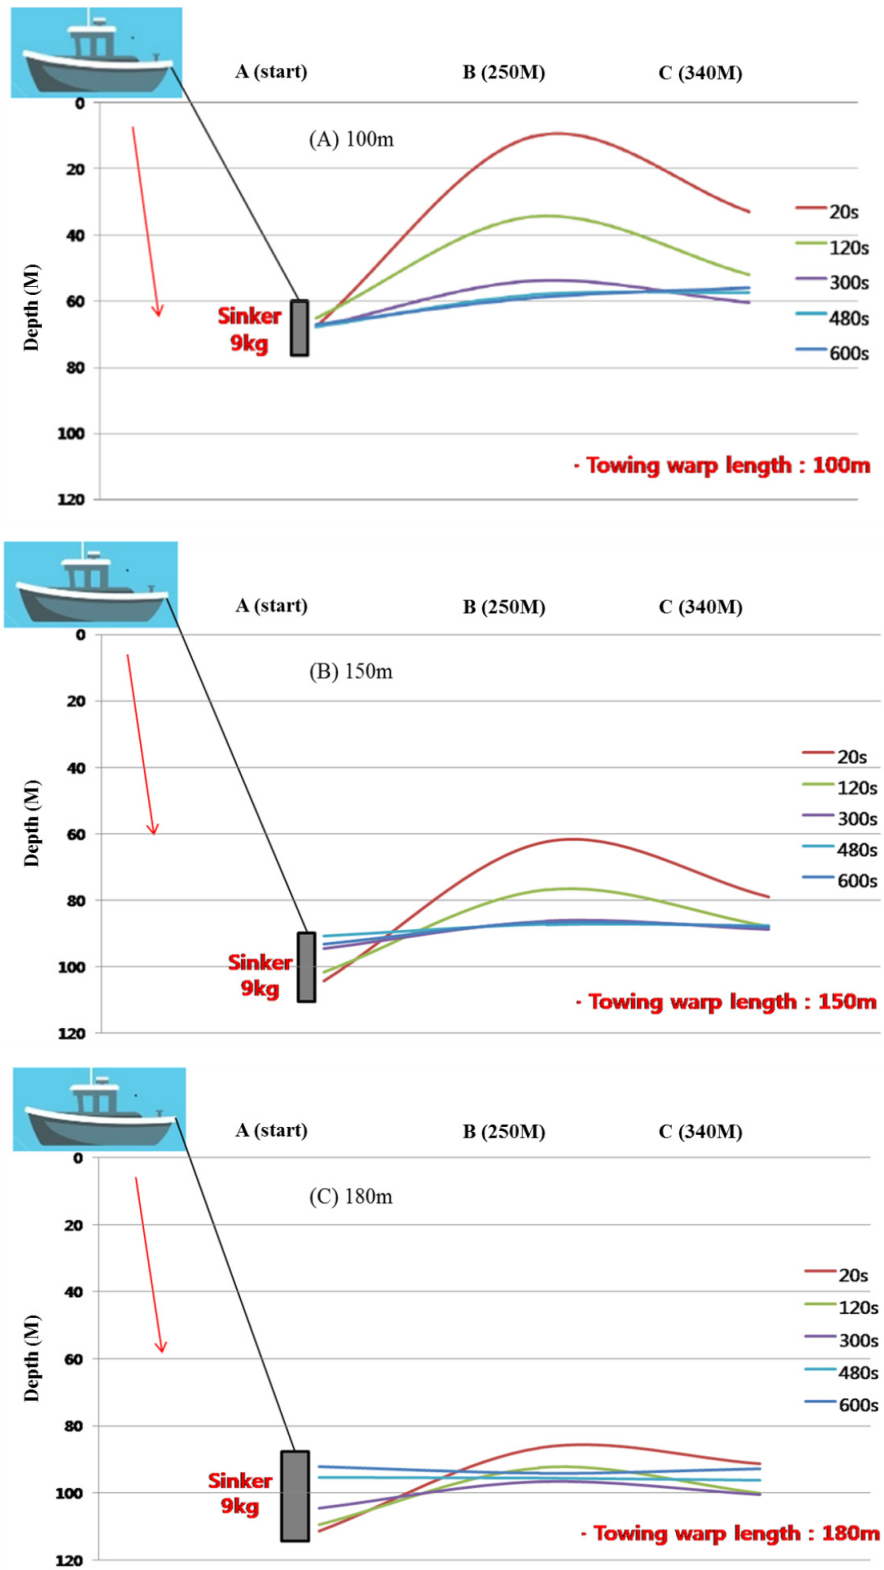 A (start) B (250M) C (340M)
0
(A) 100m
20
40
60
80
100
120
Depth (M)
Sinker
9kg
20s
120s
300s
480s
600s
- Towing warp length : 100m
A (start) B (250M) C (340M)
0
(B) 150m
20
40
60
80
100
120
Depth (M)
Sinker
9kg
20s
120s
300s
480s
600s
- Towing warp length : 150m
A (start) B (250M) C (340M)
0
(C) 180m
20
40
60
80
100
120
Depth (M)
Sinker
9kg
20s
120s
300s
480s
600s
- Towing warp length : 180m